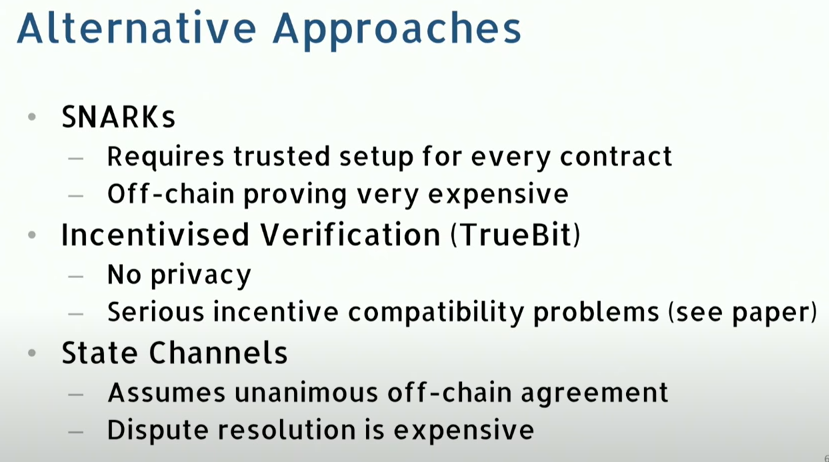 Alternative Approaches
• SNARKs
– Requires trusted setup for every contract
– Off-chain proving very expensive
• Incentivised Verification (TrueBit)
– No privacy
– Serious incentive compatibility problems (see paper)
• State Channels
– Assumes unanimous off-chain agreement
– Dispute resolution is expensive
6